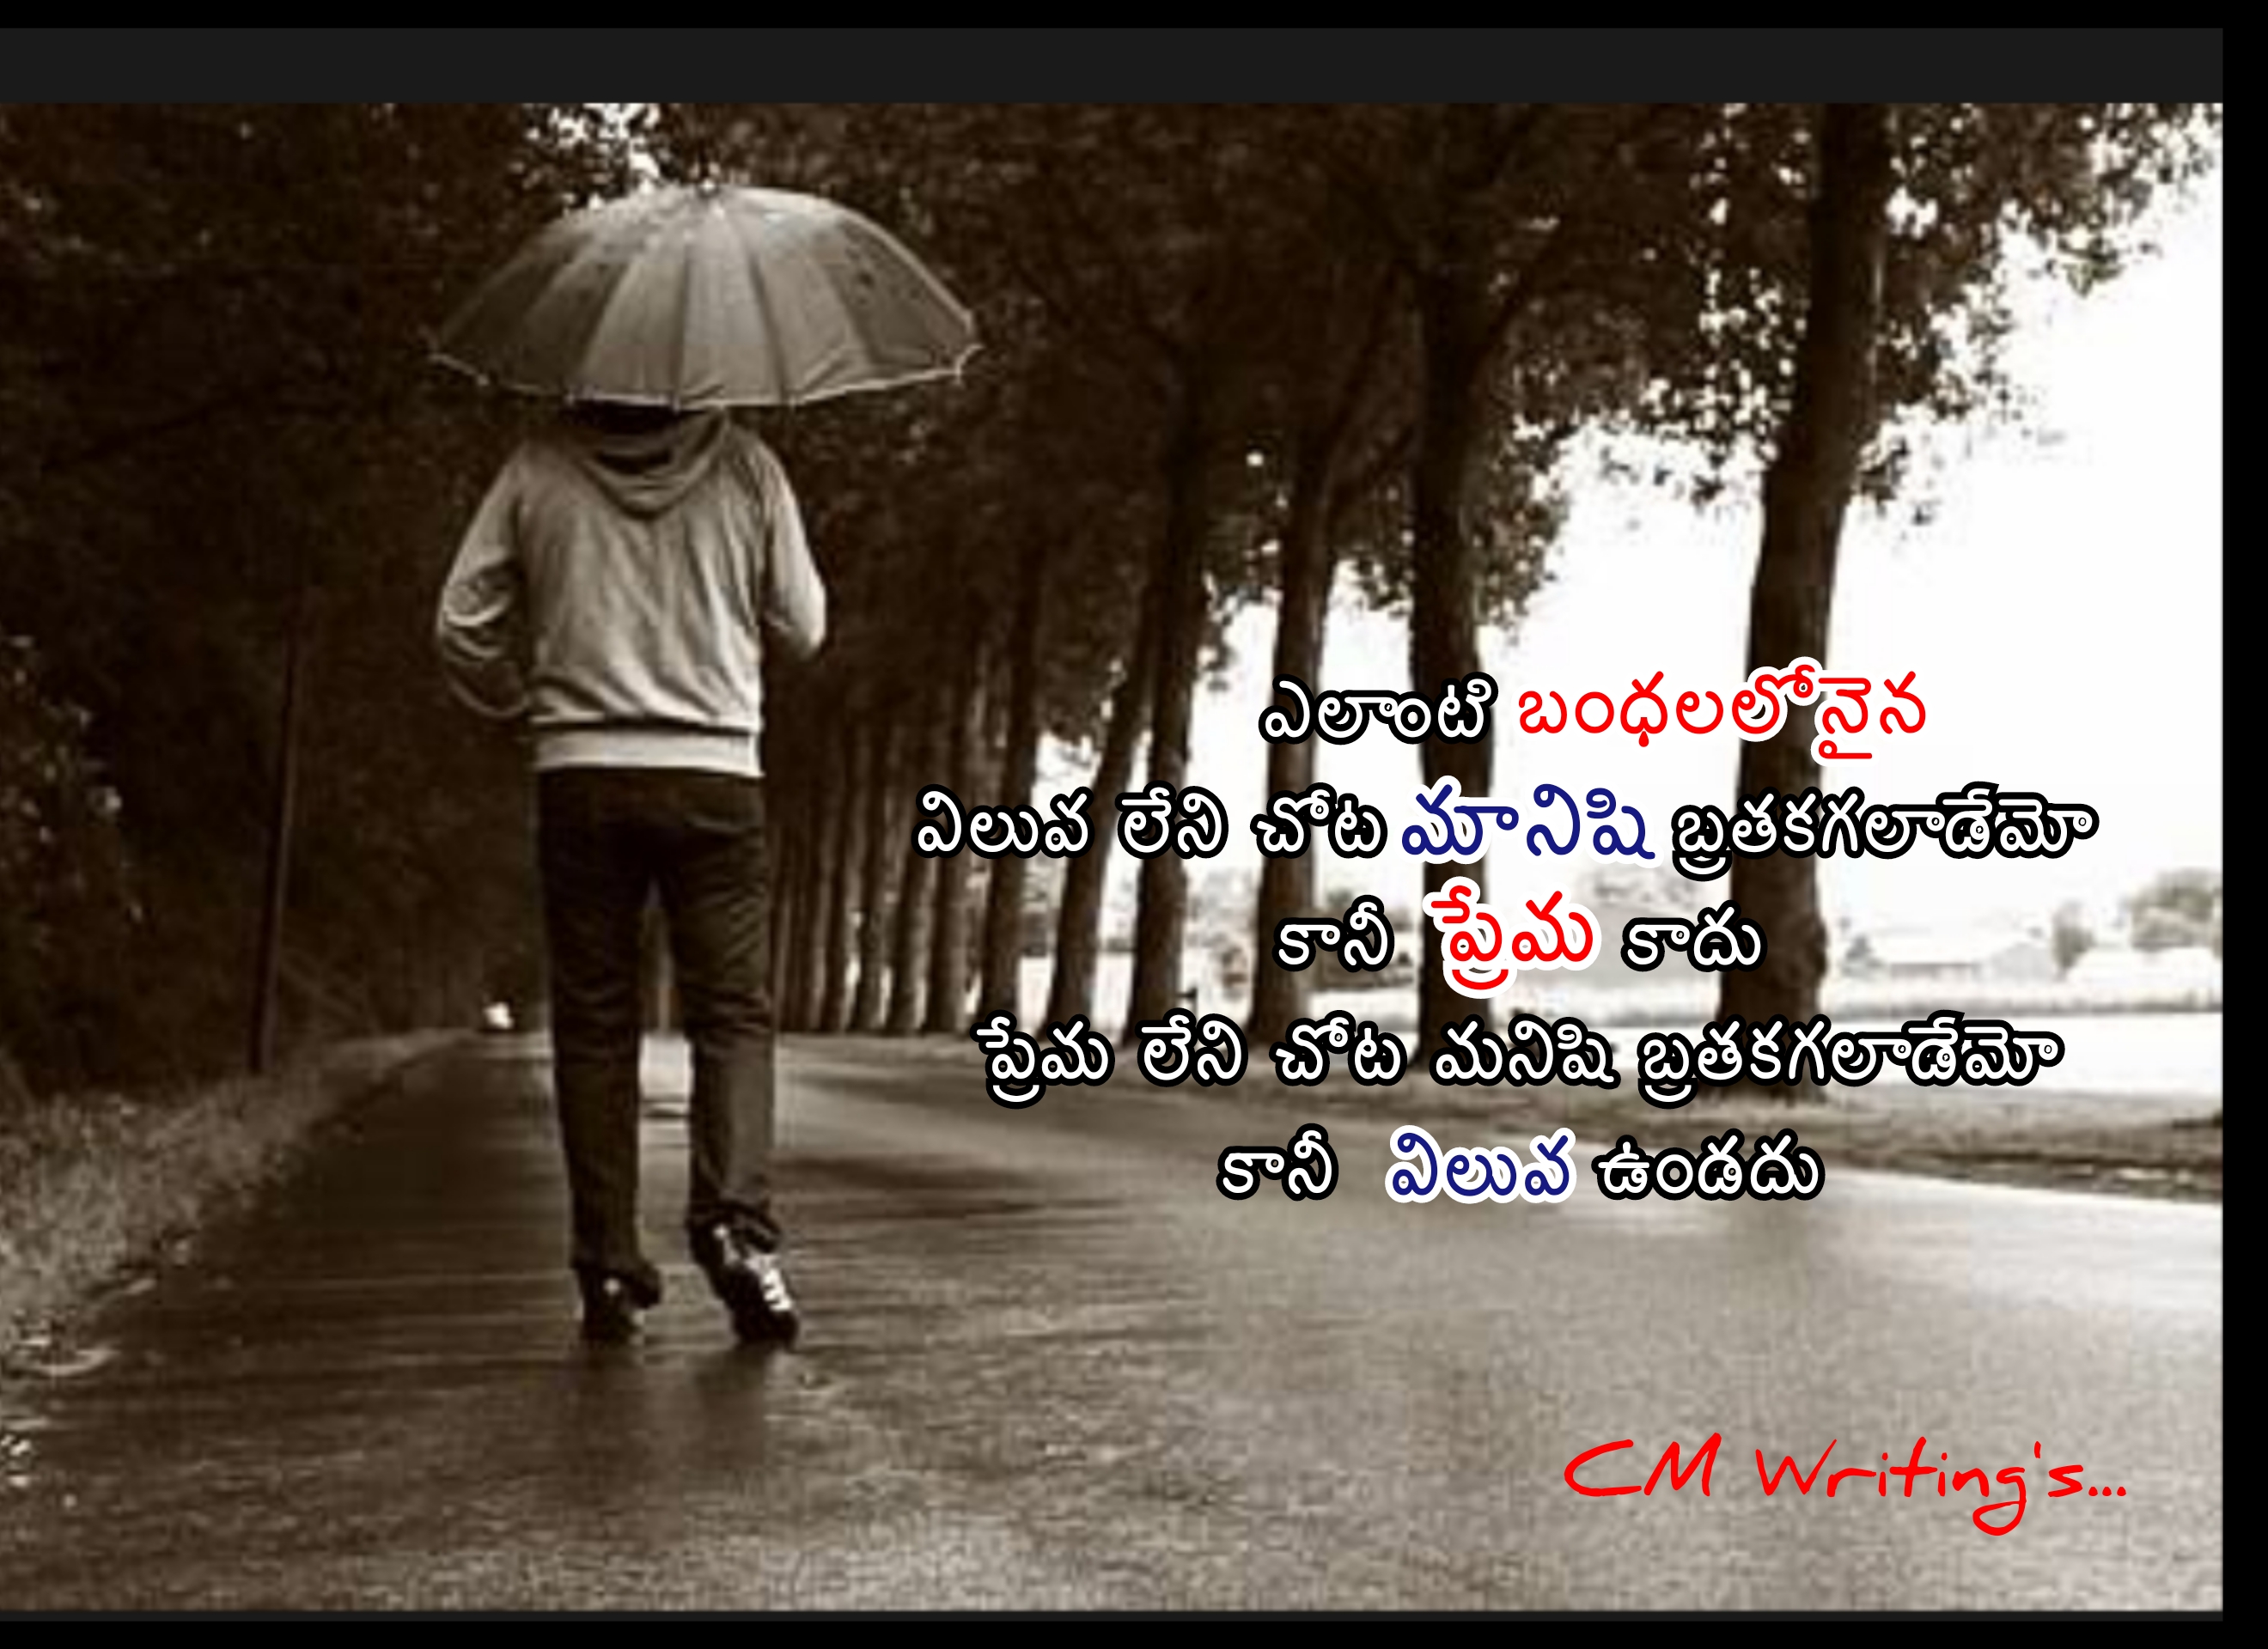 ఎలాంటి బంధలలోనైన
విలువ లేని చోట మానిషి బ్రతకగలాడేమో
కానీ ప్రేమ కాదు
ప్రేమ లేని చోట మనిషి బ్రతకగలాడేమో
కానీ విలువ ఉండదు
CM Writing's...